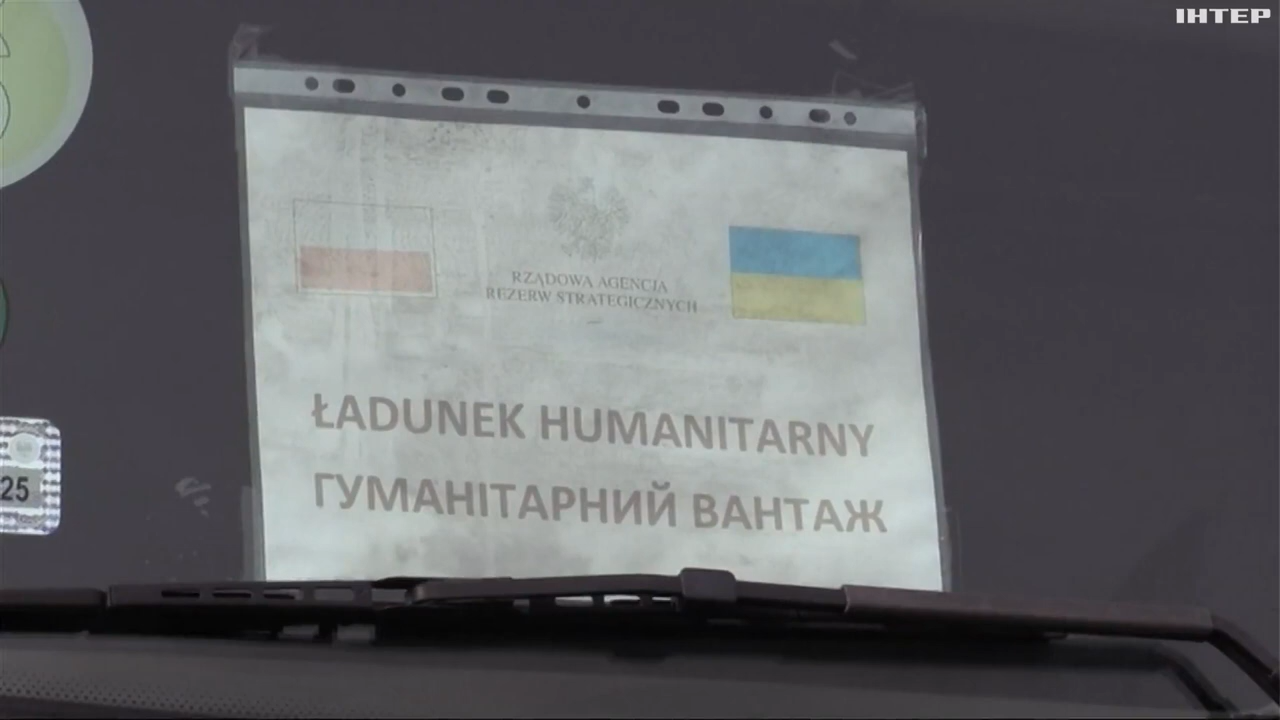 ІНТЕР
RZĄDOWA AGENCJA
REZERW STRATEGICZNYCH
ŁADUNEK HUMANITARNY
ГУМАНІТАРНИЙ ВАНТАЖ
25